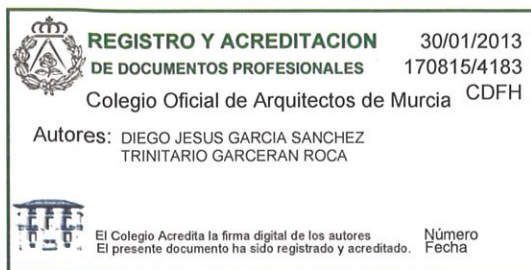 REGISTRO Y ACREDITACION 30/01/2013
DE DOCUMENTOS PROFESIONALES 170815/4183
Colegio Oficial de Arquitectos de Murcia CDFH
Autores: DIEGO JESUS GARCIA SANCHEZ
TRINITARIO GARCERAN ROCA
El Colegio Acredita la firma digital de los autores Número
El presente documento ha sido registrado y acreditado. Fecha